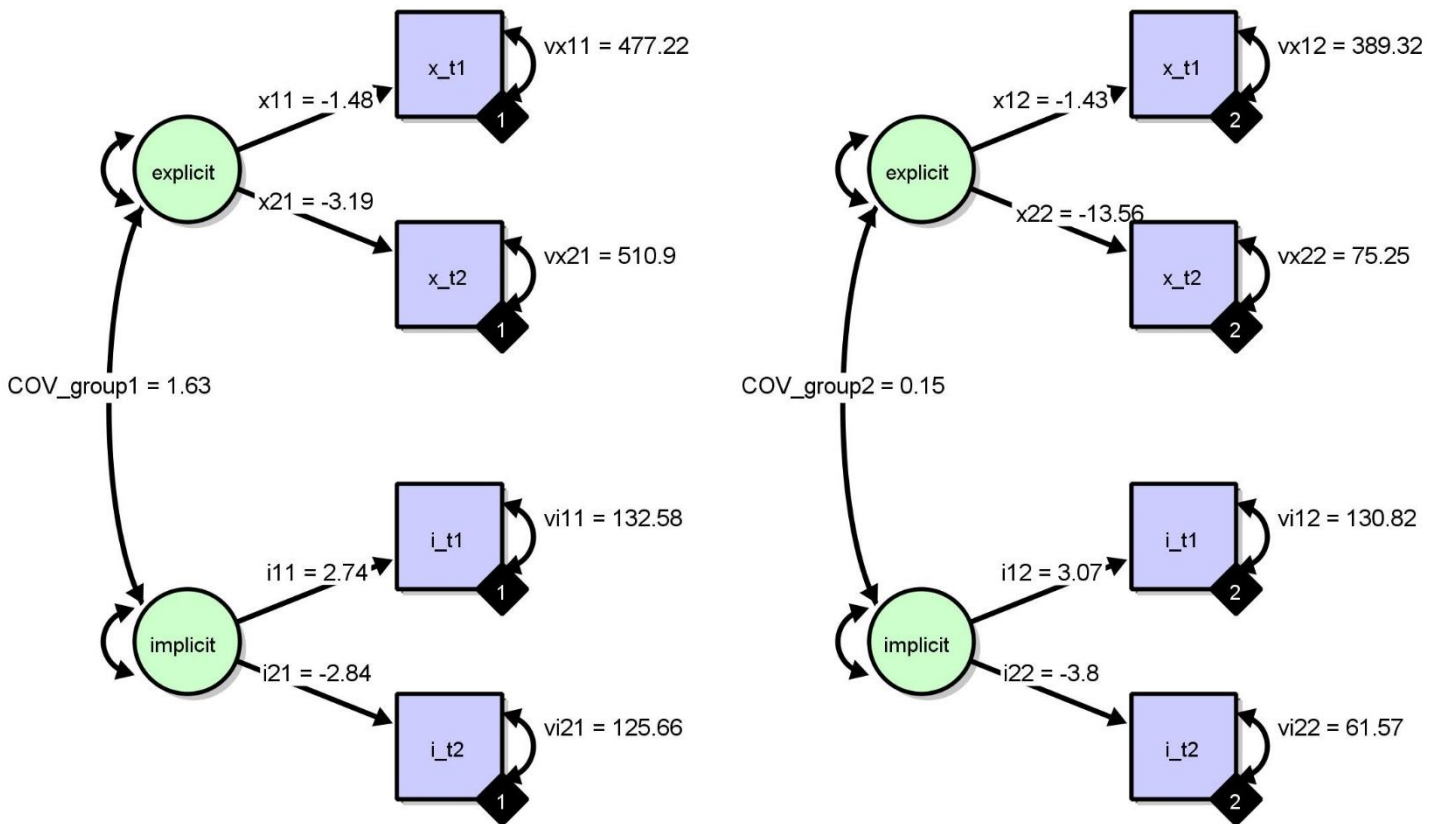 x_t1
vx11 = 477.22
x11 = -1.48
1
explicit
x21 = -3.19
x_t2
vx21 = 510.9
1
COV_group1 = 1.63
i_t1
vi11 = 132.58
i11 = 2.74
1
implicit
i21 = -2.84
i_t2
vi21 = 125.66
1
x_t1
vx12 = 389.32
x12 = -1.43
2
explicit
x22 = -13.56
x_t2
vx22 = 75.25
2
COV_group2 = 0.15
i_t1
vi12 = 130.82
i12 = 3.07
2
implicit
i22 = -3.8
i_t2
vi22 = 61.57
2